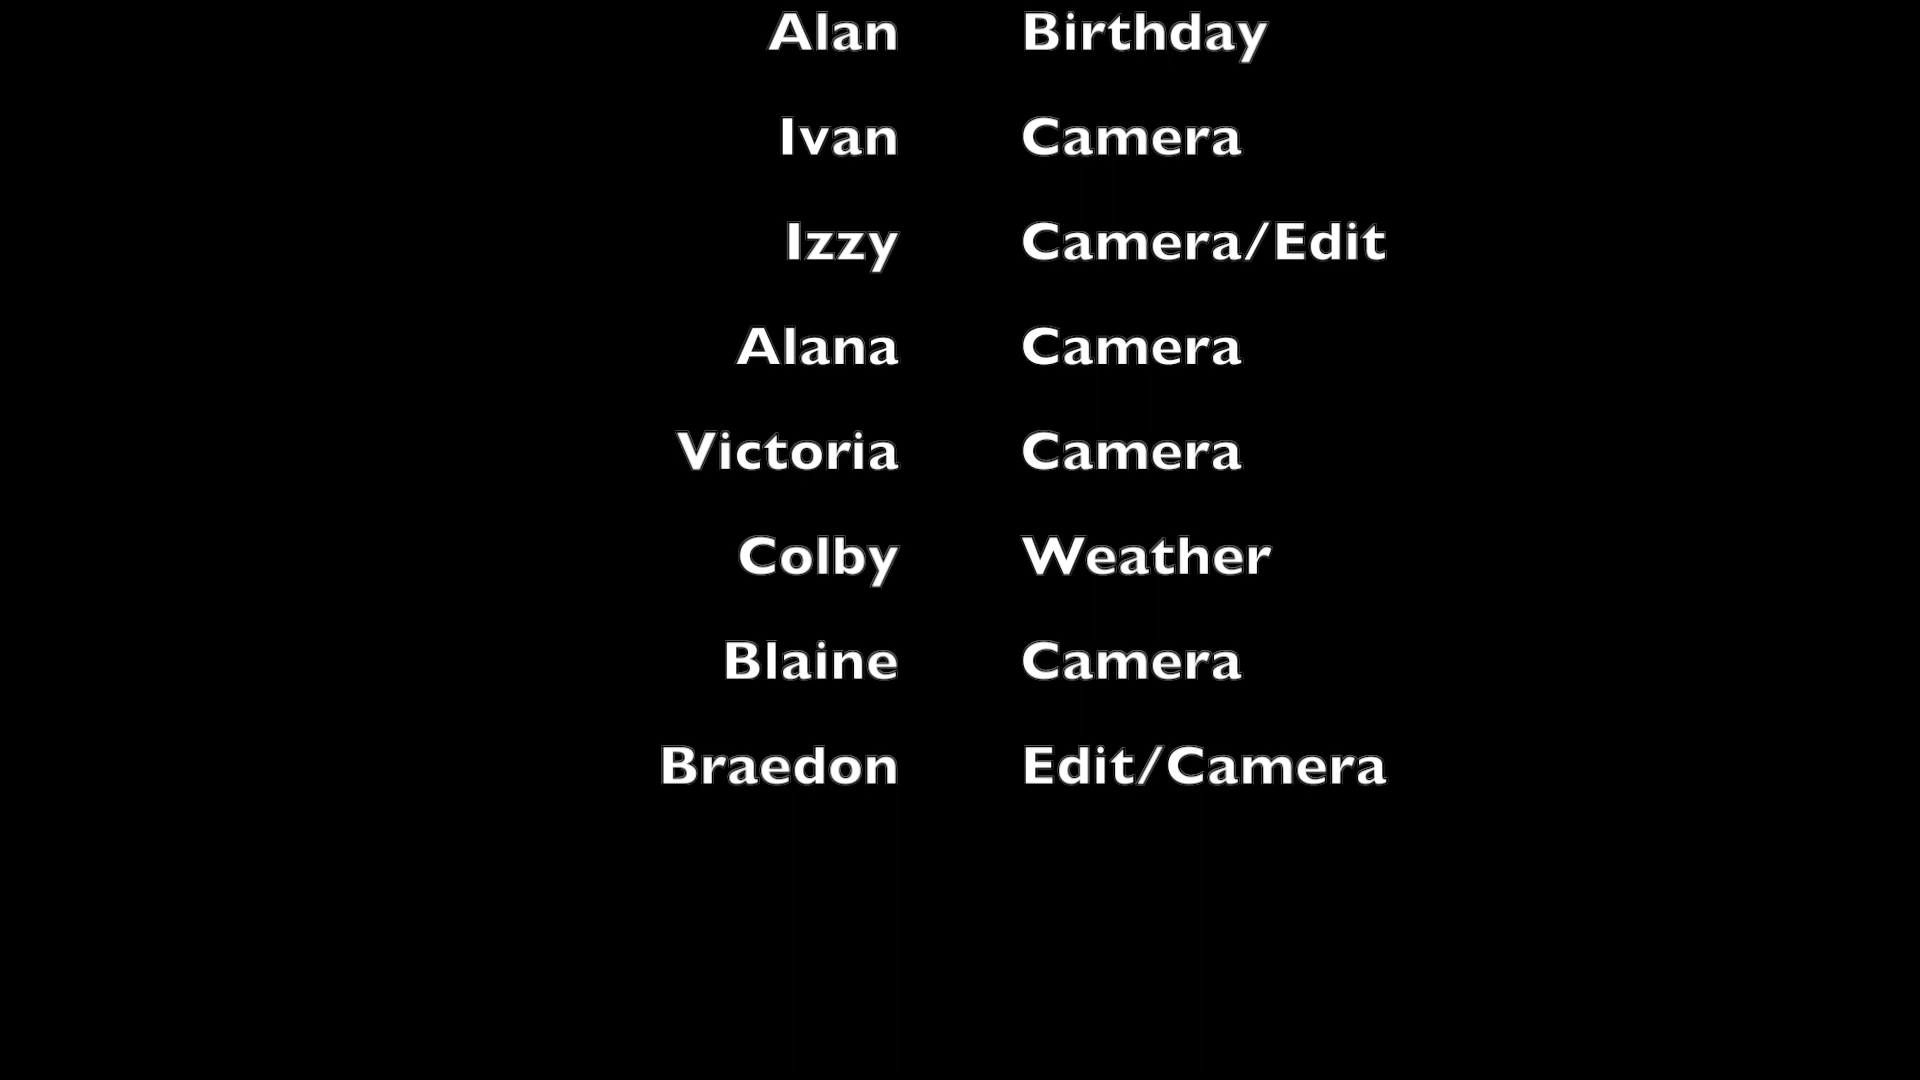 Alan Birthday
Ivan Camera
Izzy Camera/Edit
Alana Camera
Victoria Camera
Colby Weather
Blaine Camera
Braedon Edit/Camera